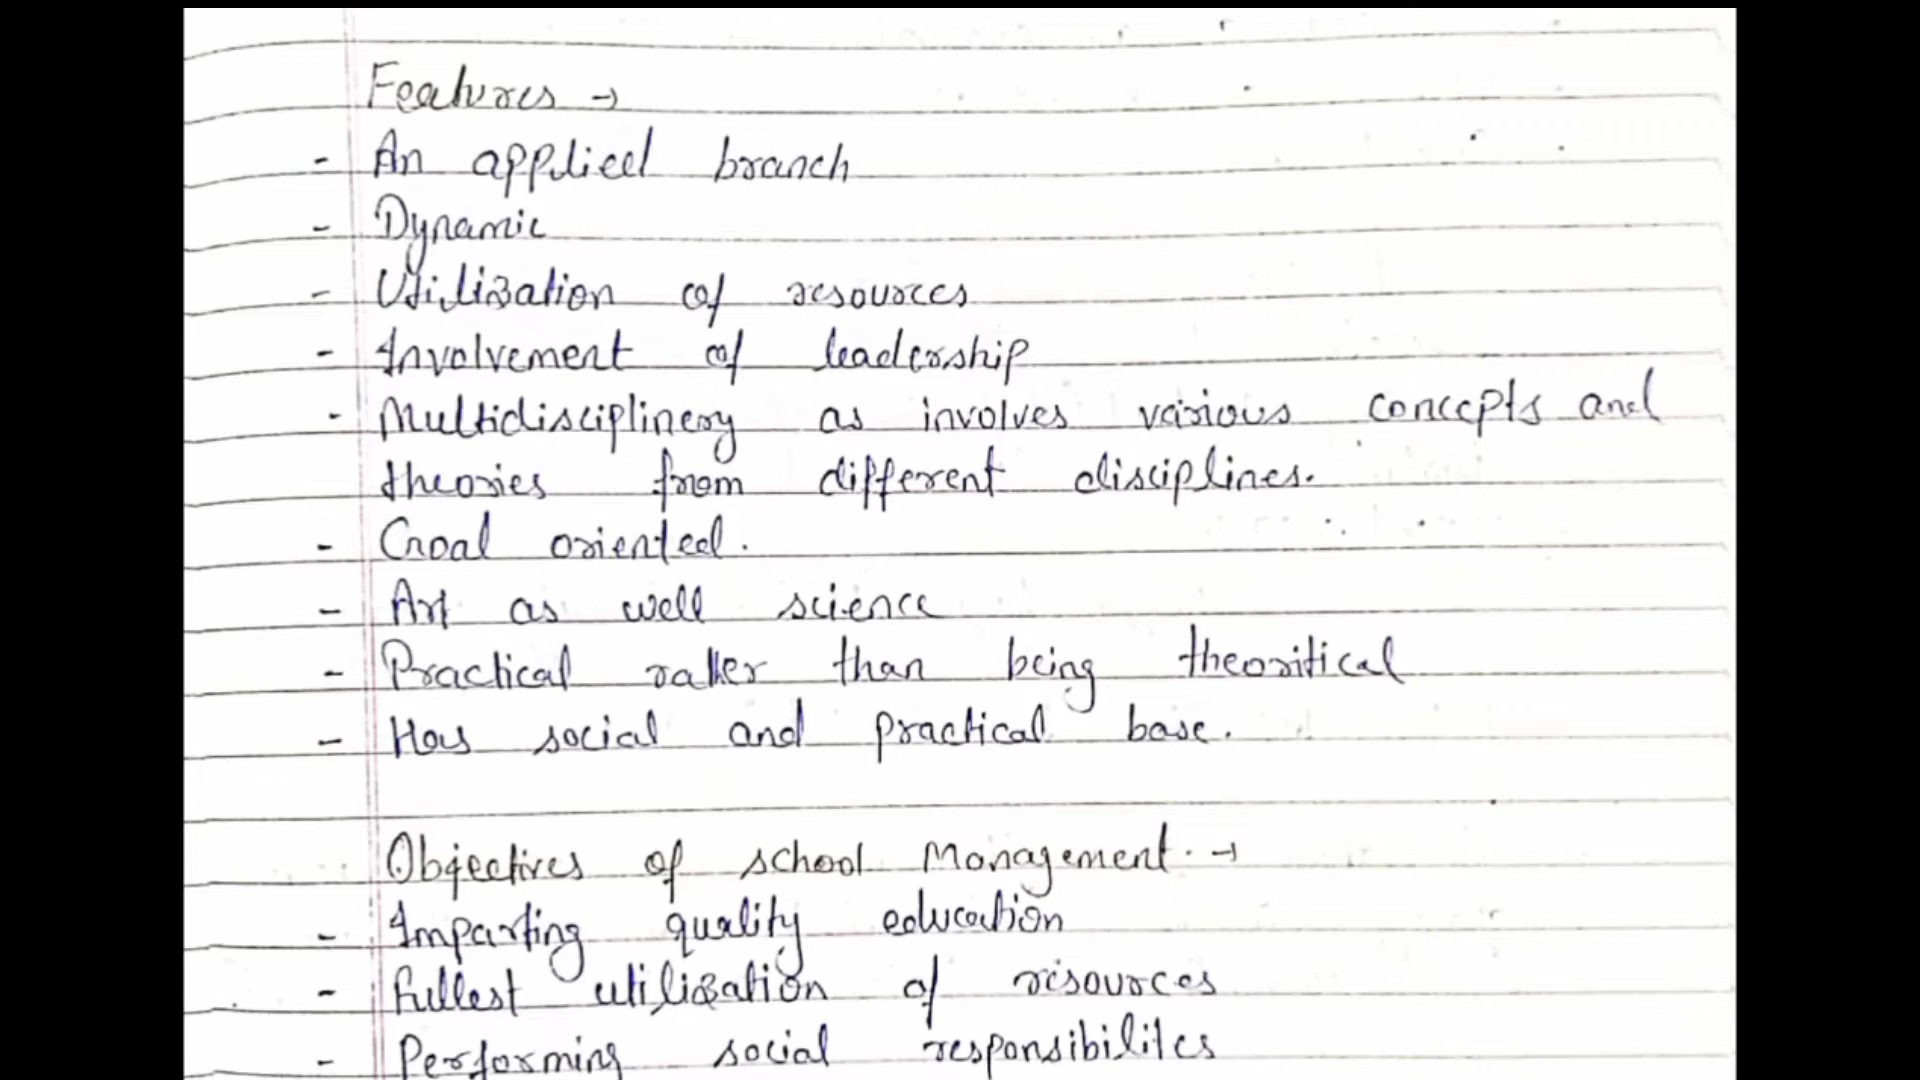 Features →
- An applied branch
- Dynamic
- Utilization of resources
- Involvement of leadership
- Multidisciplinery as involves various concepts and
theories from different disciplines.
- Goal oriented.
- Art as well science
- Practical rather than being theoritical
- Has social and practical base.
Objectives of school Management. →
- Imparting quality education
- fullest utilization of resources
- Performing social responsibilites